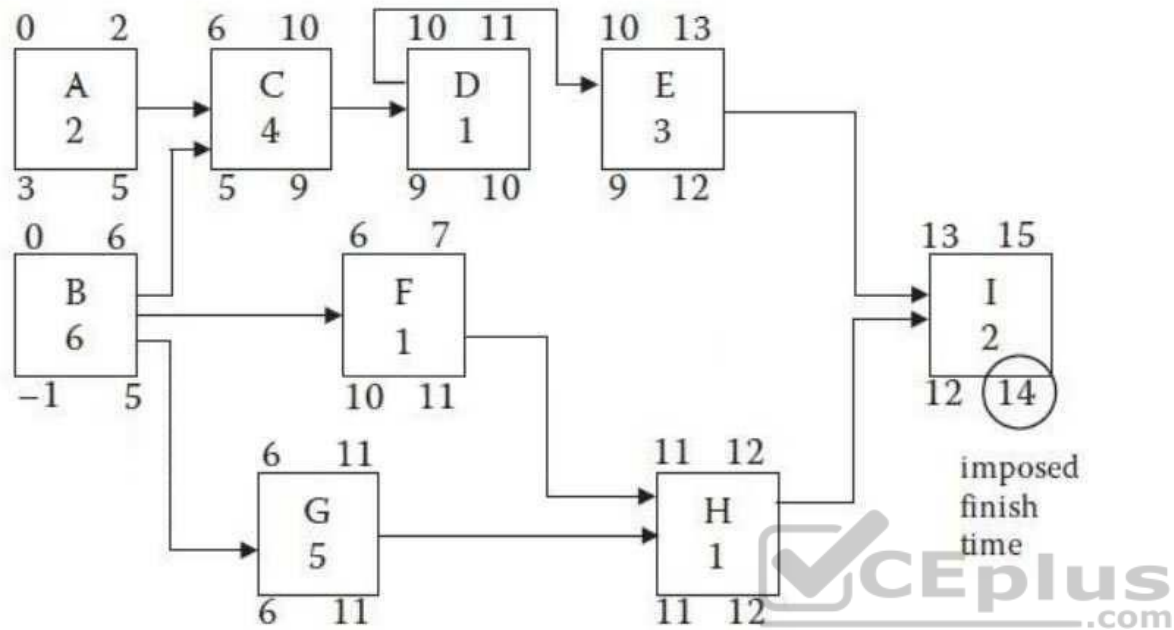 0 2
A
2
3 5
6 10
C
4
5 9
10 11
D
1
9 10
10 13
E
3
9 12
0 6
B
6
−1 5
6 7
F
1
10 11
13 15
I
2
12 14
imposed
finish
time
6 11
G
5
6 11
11 12
H
1
11 12
CEplus
.com